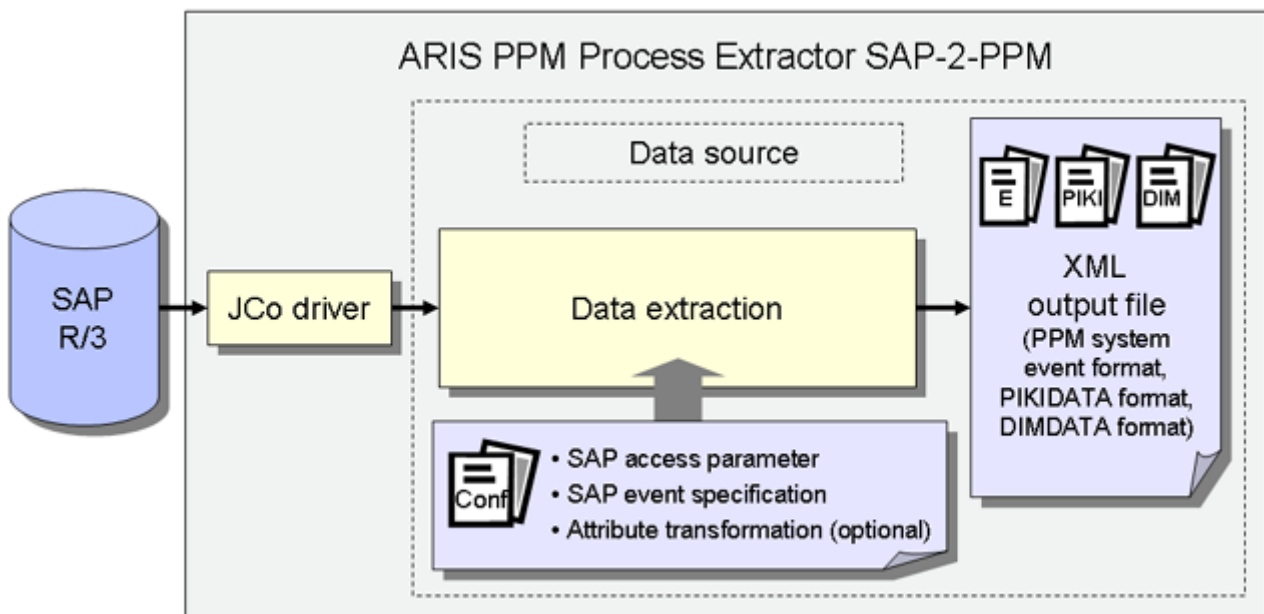 ARIS PPM Process Extractor SAP-2-PPM
Data source
SAP
R/3
JCo driver
Data extraction
E
PIKI
DIM
XML
output file
(PPM system
event format,
PIKIDATA format,
DIMDATA format)
Conf
• SAP access parameter
• SAP event specification
• Attribute transformation (optional)